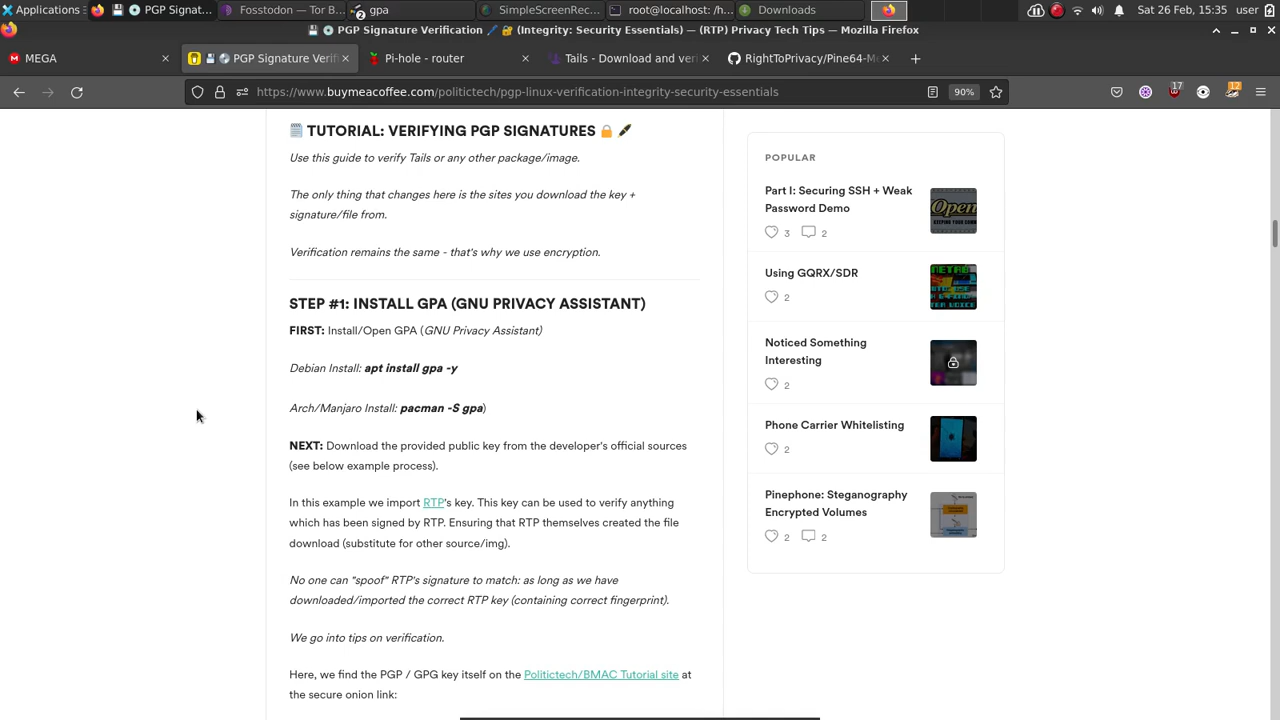 Applications
PGP Signat...
Fosstodon — Tor B...
2 gpa
SimpleScreenRec...
root@localhost: /h...
Downloads
Sat 26 Feb, 15:35
user
PGP Signature Verification (Integrity: Security Essentials) — (RTP) Privacy Tech Tips — Mozilla Firefox
MEGA
PGP Signature Verif
Pi-hole - router
Tails - Download and veri
RightToPrivacy/Pine64-M
https://www.buymeacoffee.com/politictech/pgp-linux-verification-integrity-security-essentials
90%
TUTORIAL: VERIFYING PGP SIGNATURES
Use this guide to verify Tails or any other package/image.
The only thing that changes here is the sites you download the key +
signature/file from.
Verification remains the same - that's why we use encryption.
STEP #1: INSTALL GPA (GNU PRIVACY ASSISTANT)
FIRST: Install/Open GPA (GNU Privacy Assistant)
Debian Install: apt install gpa -y
Arch/Manjaro Install: pacman -S gpa)
NEXT: Download the provided public key from the developer's official sources
(see below example process).
In this example we import RTP's key. This key can be used to verify anything
which has been signed by RTP. Ensuring that RTP themselves created the file
download (substitute for other source/img).
No one can "spoof" RTP's signature to match: as long as we have
downloaded/imported the correct RTP key (containing correct fingerprint).
We go into tips on verification.
Here, we find the PGP / GPG key itself on the Politictech/BMAC Tutorial site at
the secure onion link:
POPULAR
Part I: Securing SSH + Weak
Password Demo
3
2
Using GQRX/SDR
2
Noticed Something
Interesting
2
Phone Carrier Whitelisting
2
Pinephone: Steganography
Encrypted Volumes
2
2